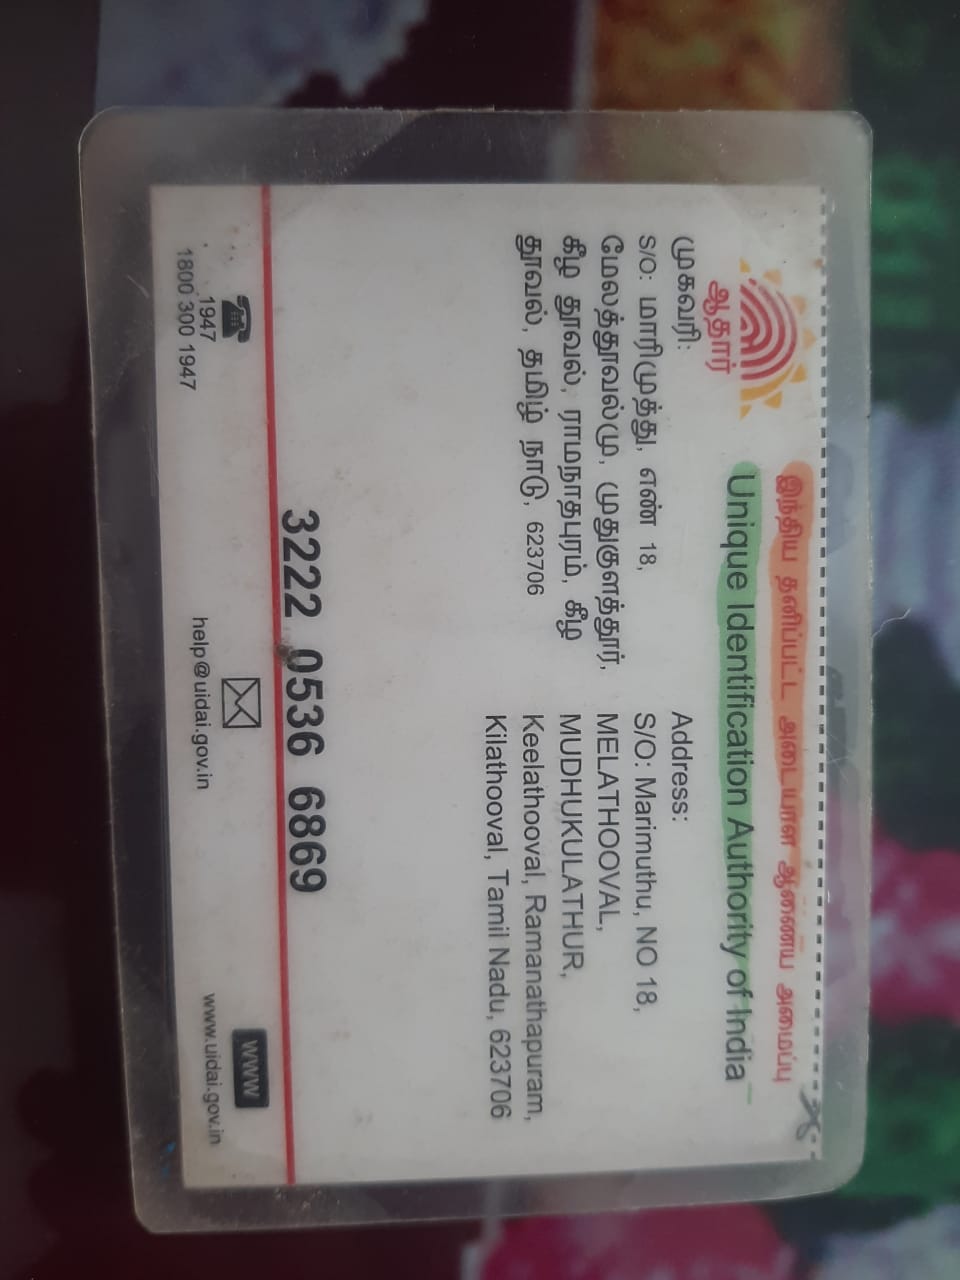 இந்திய தனிப்பட்ட அடையாள ஆணைய அமைப்பு
Unique Identification Authority of India
ஆதார்
முகவரி:
S/O: மாரிமுத்து, எண் 18,
மேலத்தூவல்மு, முதுகுளத்தூர்,
கீழ தூவல், ராமநாதபுரம், கீழ
தூவல், தமிழ் நாடு, 623706
Address:
S/O: Marimuthu, NO 18,
MELATHOOVAL,
MUDHUKULATHUR,
Keelathooval, Ramanathapuram,
Kilathooval, Tamil Nadu, 623706
3222 0536 6869
1947
1800 300 1947
help@uidai.gov.in
WWW
www.uidai.gov.in